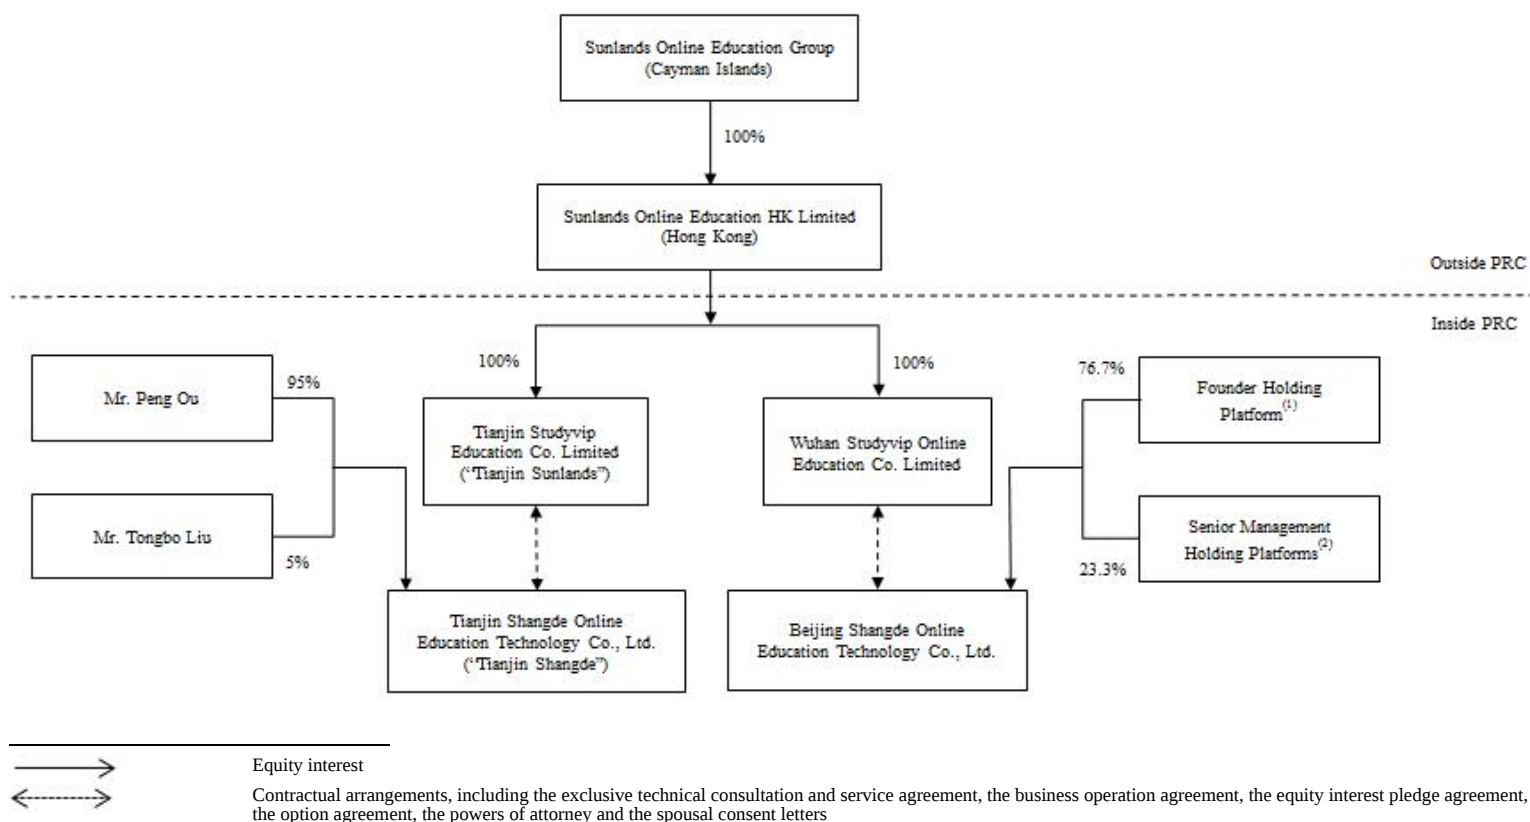 Sunlands Online Education Group
(Cayman Islands)
100%
Sunlands Online Education HK Limited
(Hong Kong)
Outside PRC
Inside PRC
100%
100%
95%
Mr. Peng Ou
76.7%
Founder Holding
Platform(1)
Tianjin Studyvip
Education Co. Limited
(“Tianjin Sunlands”)
Wuhan Studyvip Online
Education Co. Limited
Mr. Tongbo Liu
5%
Senior Management
Holding Platforms(2)
23.3%
Tianjin Shangde Online
Education Technology Co., Ltd.
(“Tianjin Shangde”)
Beijing Shangde Online
Education Technology Co., Ltd.
Equity interest
Contractual arrangements, including the exclusive technical consultation and service agreement, the business operation agreement, the equity interest pledge agreement,
the option agreement, the powers of attorney and the spousal consent letters